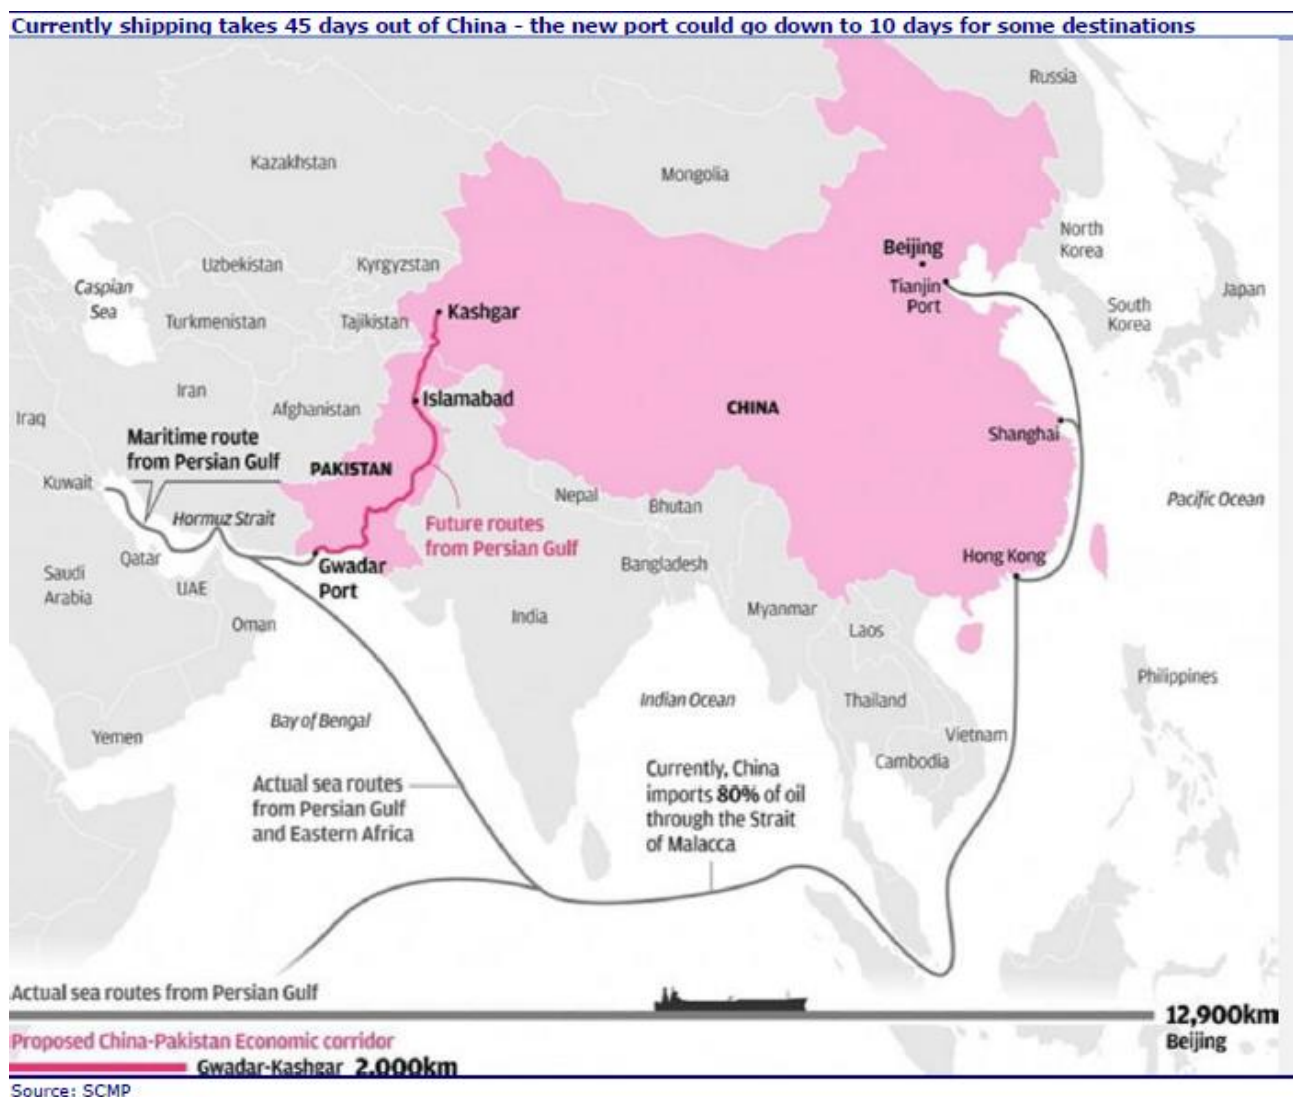 Currently shipping takes 45 days out of China - the new port could go down to 10 days for some destinations
Russia
Kazakhstan
Mongolia
North
Korea
Beijing
Uzbekistan
Kyrgyzstan
Caspian
Sea
Tianjin
Port
Japan
South
Korea
Kashgar
Turkmenistan
Tajikistan
Iran
Afghanistan
Islamabad
CHINA
Iraq
Shanghai
Maritime route
from Persian Gulf
PAKISTAN
Kuwait
Nepal
Bhutan
Pacific Ocean
Hormuz Strait
Future routes
from Persian Gulf
Qatar
Hong Kong
Gwadar
Port
Bangladesh
Saudi
Arabia
UAE
Oman
India
Myanmar
Laos
Philippines
Indian Ocean
Thailand
Bay of Bengal
Yemen
Vietnam
Cambodia
Actual sea routes
from Persian Gulf
and Eastern Africa
Currently, China
imports 80% of oil
through the Strait
of Malacca
Actual sea routes from Persian Gulf
12,900km
Beijing
Proposed China-Pakistan Economic corridor
Gwadar-Kashgar 2.000km
Source: SCMP